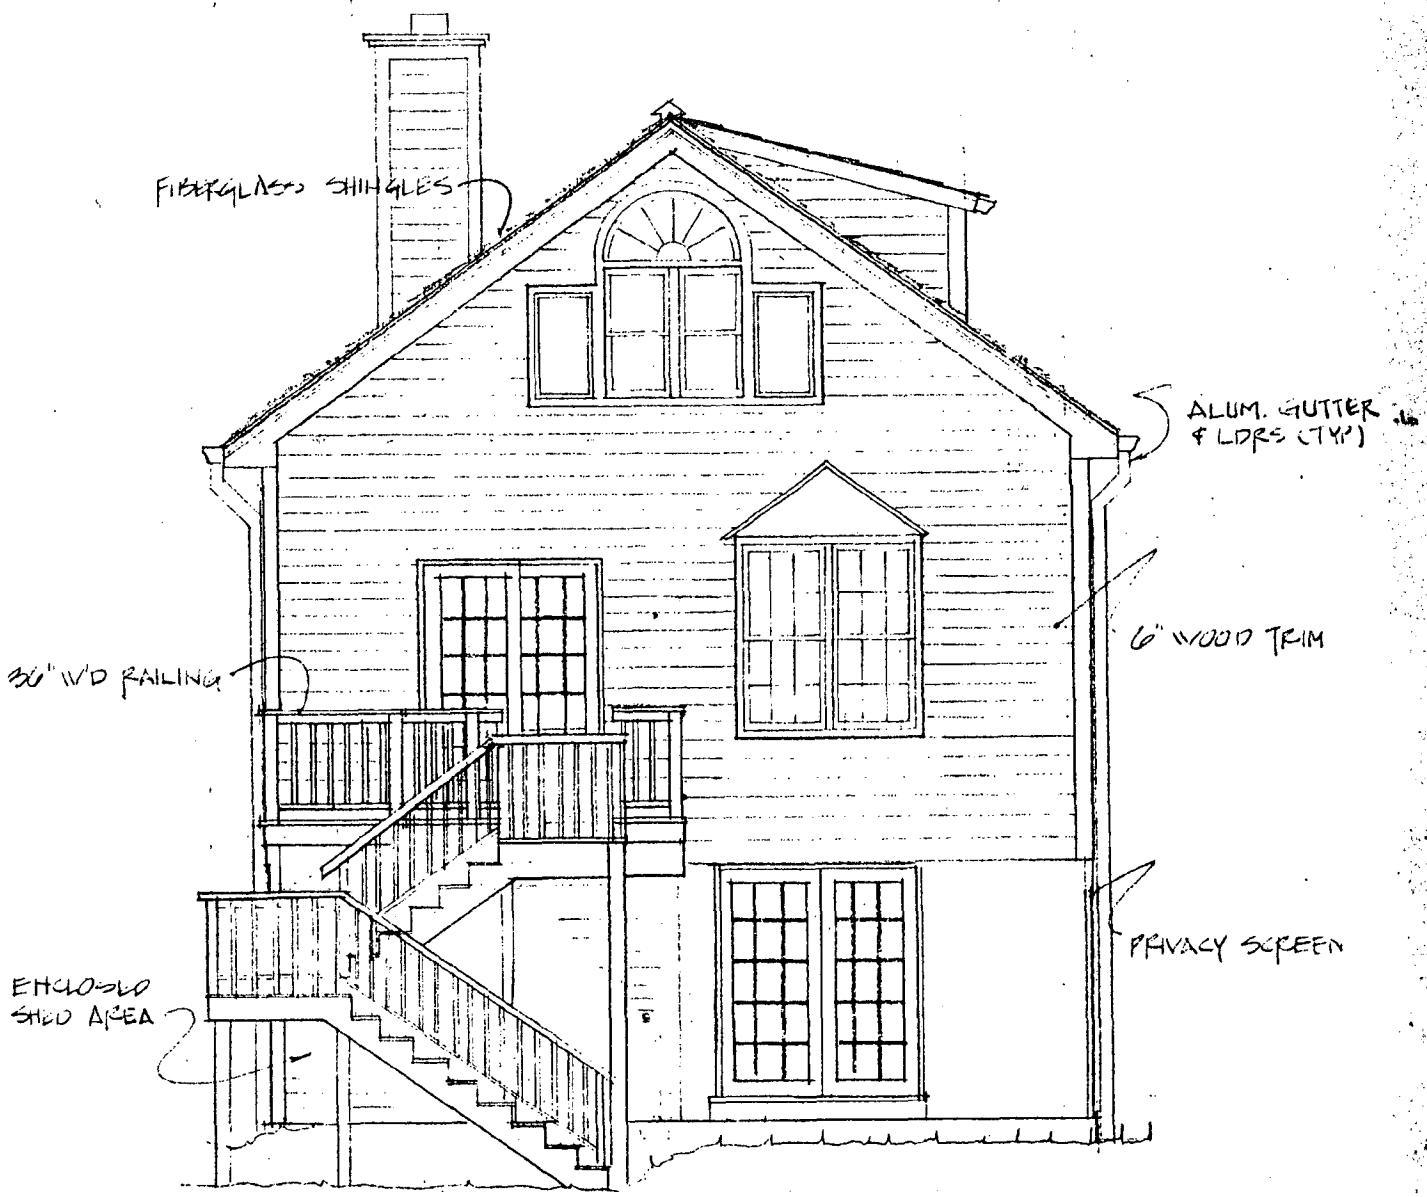 FIBERGLASS SHINGLES
ALUM. GUTTER
& LDRS (TYP)
6" WOOD TRIM
36" W'D RAILING
PRIVACY SCREEN
ENCLOSED
SHED AREA